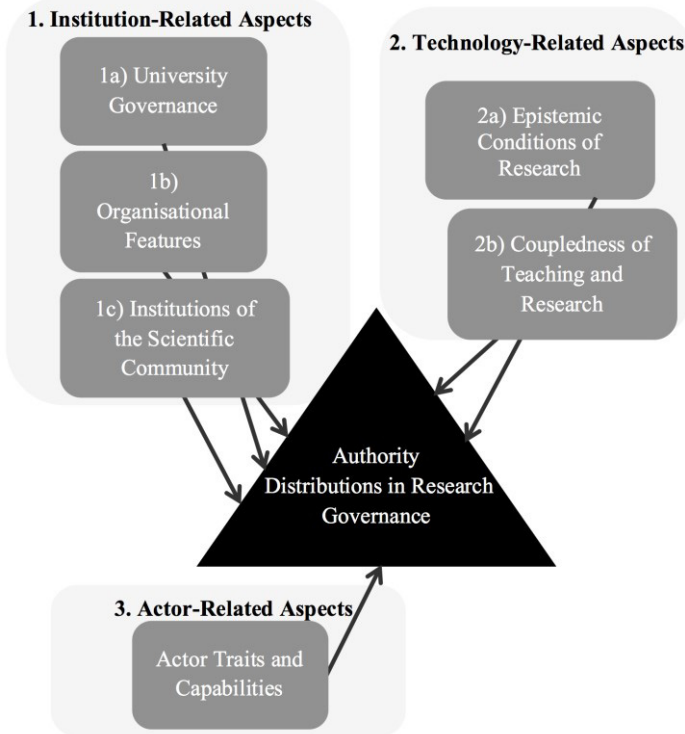 1. Institution-Related Aspects
1a) University
Governance
1b)
Organisational
Features
1c) Institutions of
the Scientific
Community
2. Technology-Related Aspects
2a) Epistemic
Conditions of
Research
2b) Coupledness of
Teaching and
Research
Authority
Distributions in Research
Governance
3. Actor-Related Aspects
Actor Traits and
Capabilities